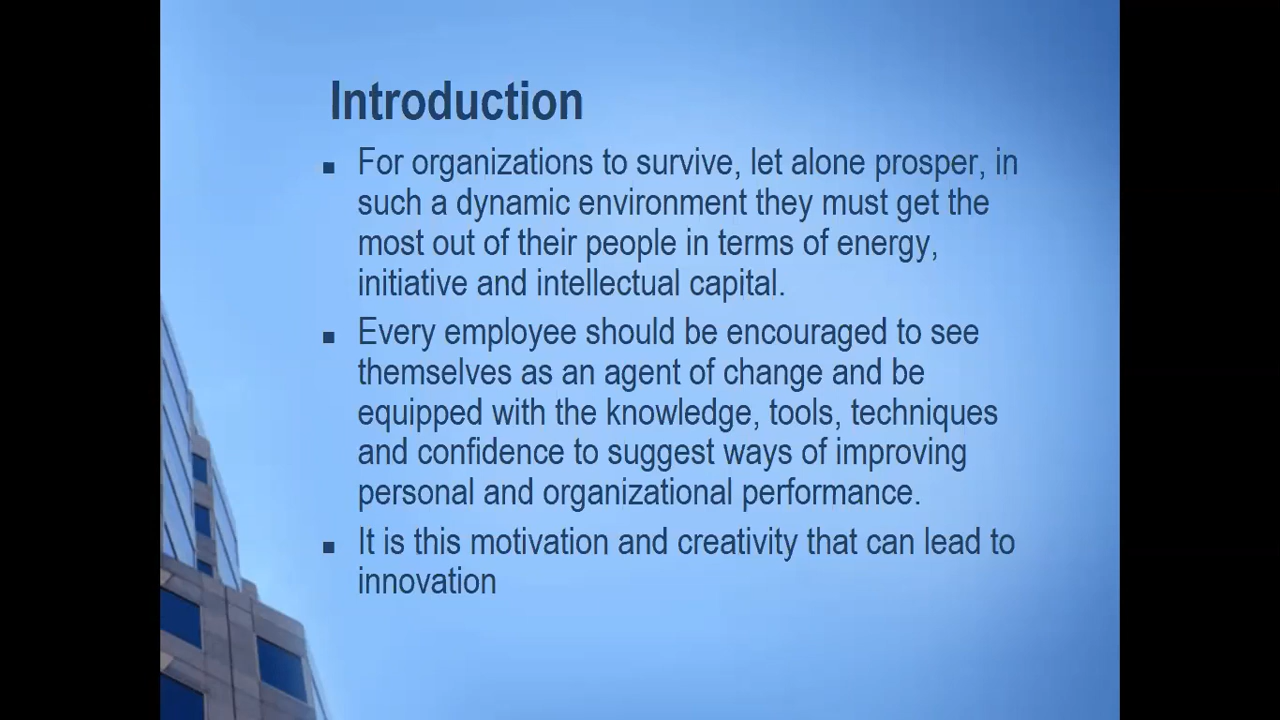 Introduction
▪ For organizations to survive, let alone prosper, in
such a dynamic environment they must get the
most out of their people in terms of energy,
initiative and intellectual capital.
▪ Every employee should be encouraged to see
themselves as an agent of change and be
equipped with the knowledge, tools, techniques
and confidence to suggest ways of improving
personal and organizational performance.
▪ It is this motivation and creativity that can lead to
innovation